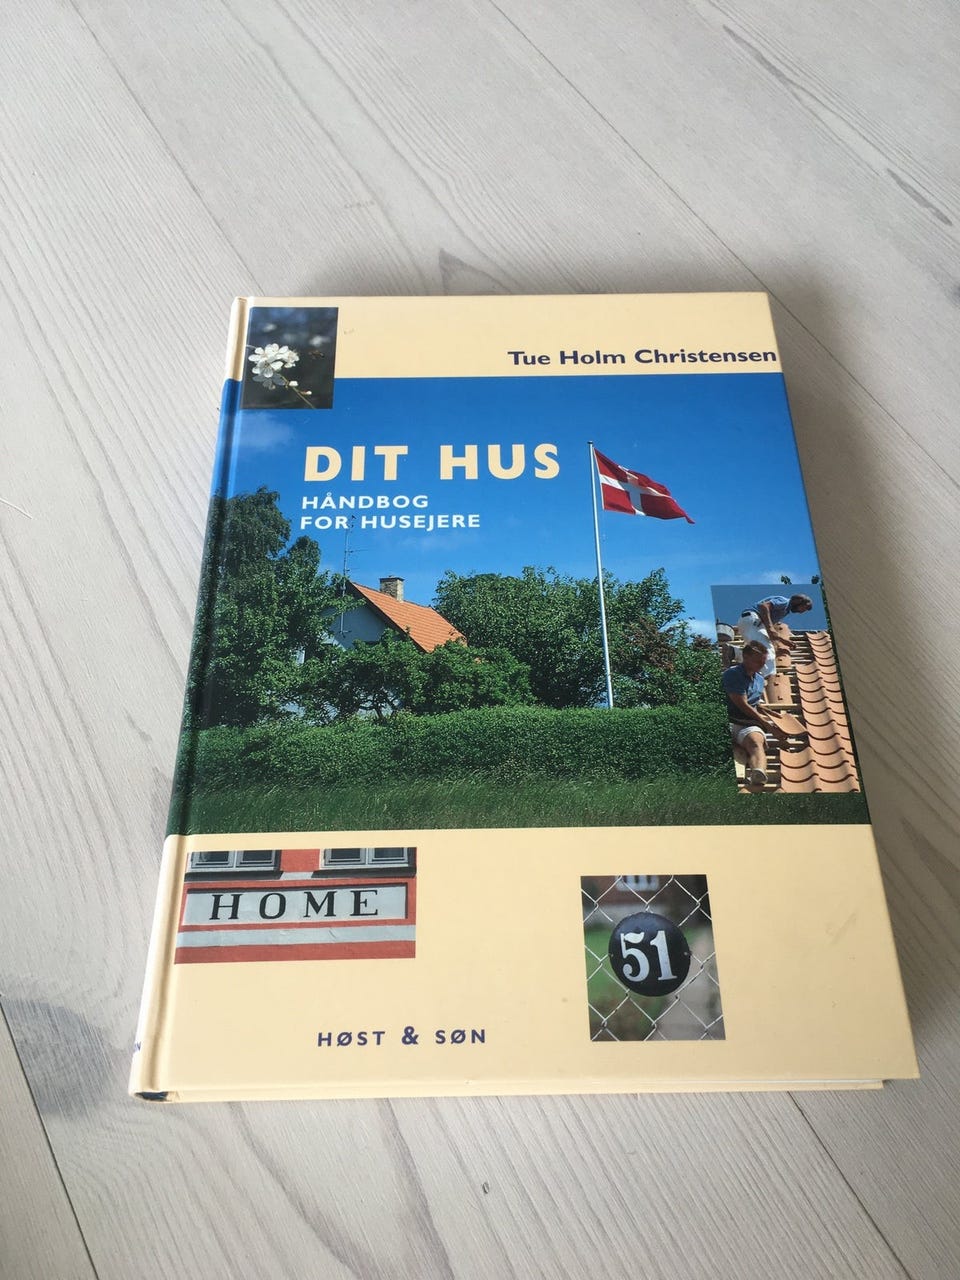 Tue Holm Christensen
DIT HUS
HÅNDBOG
FOR HUSEJERE
HOME
51
HØST & SØN